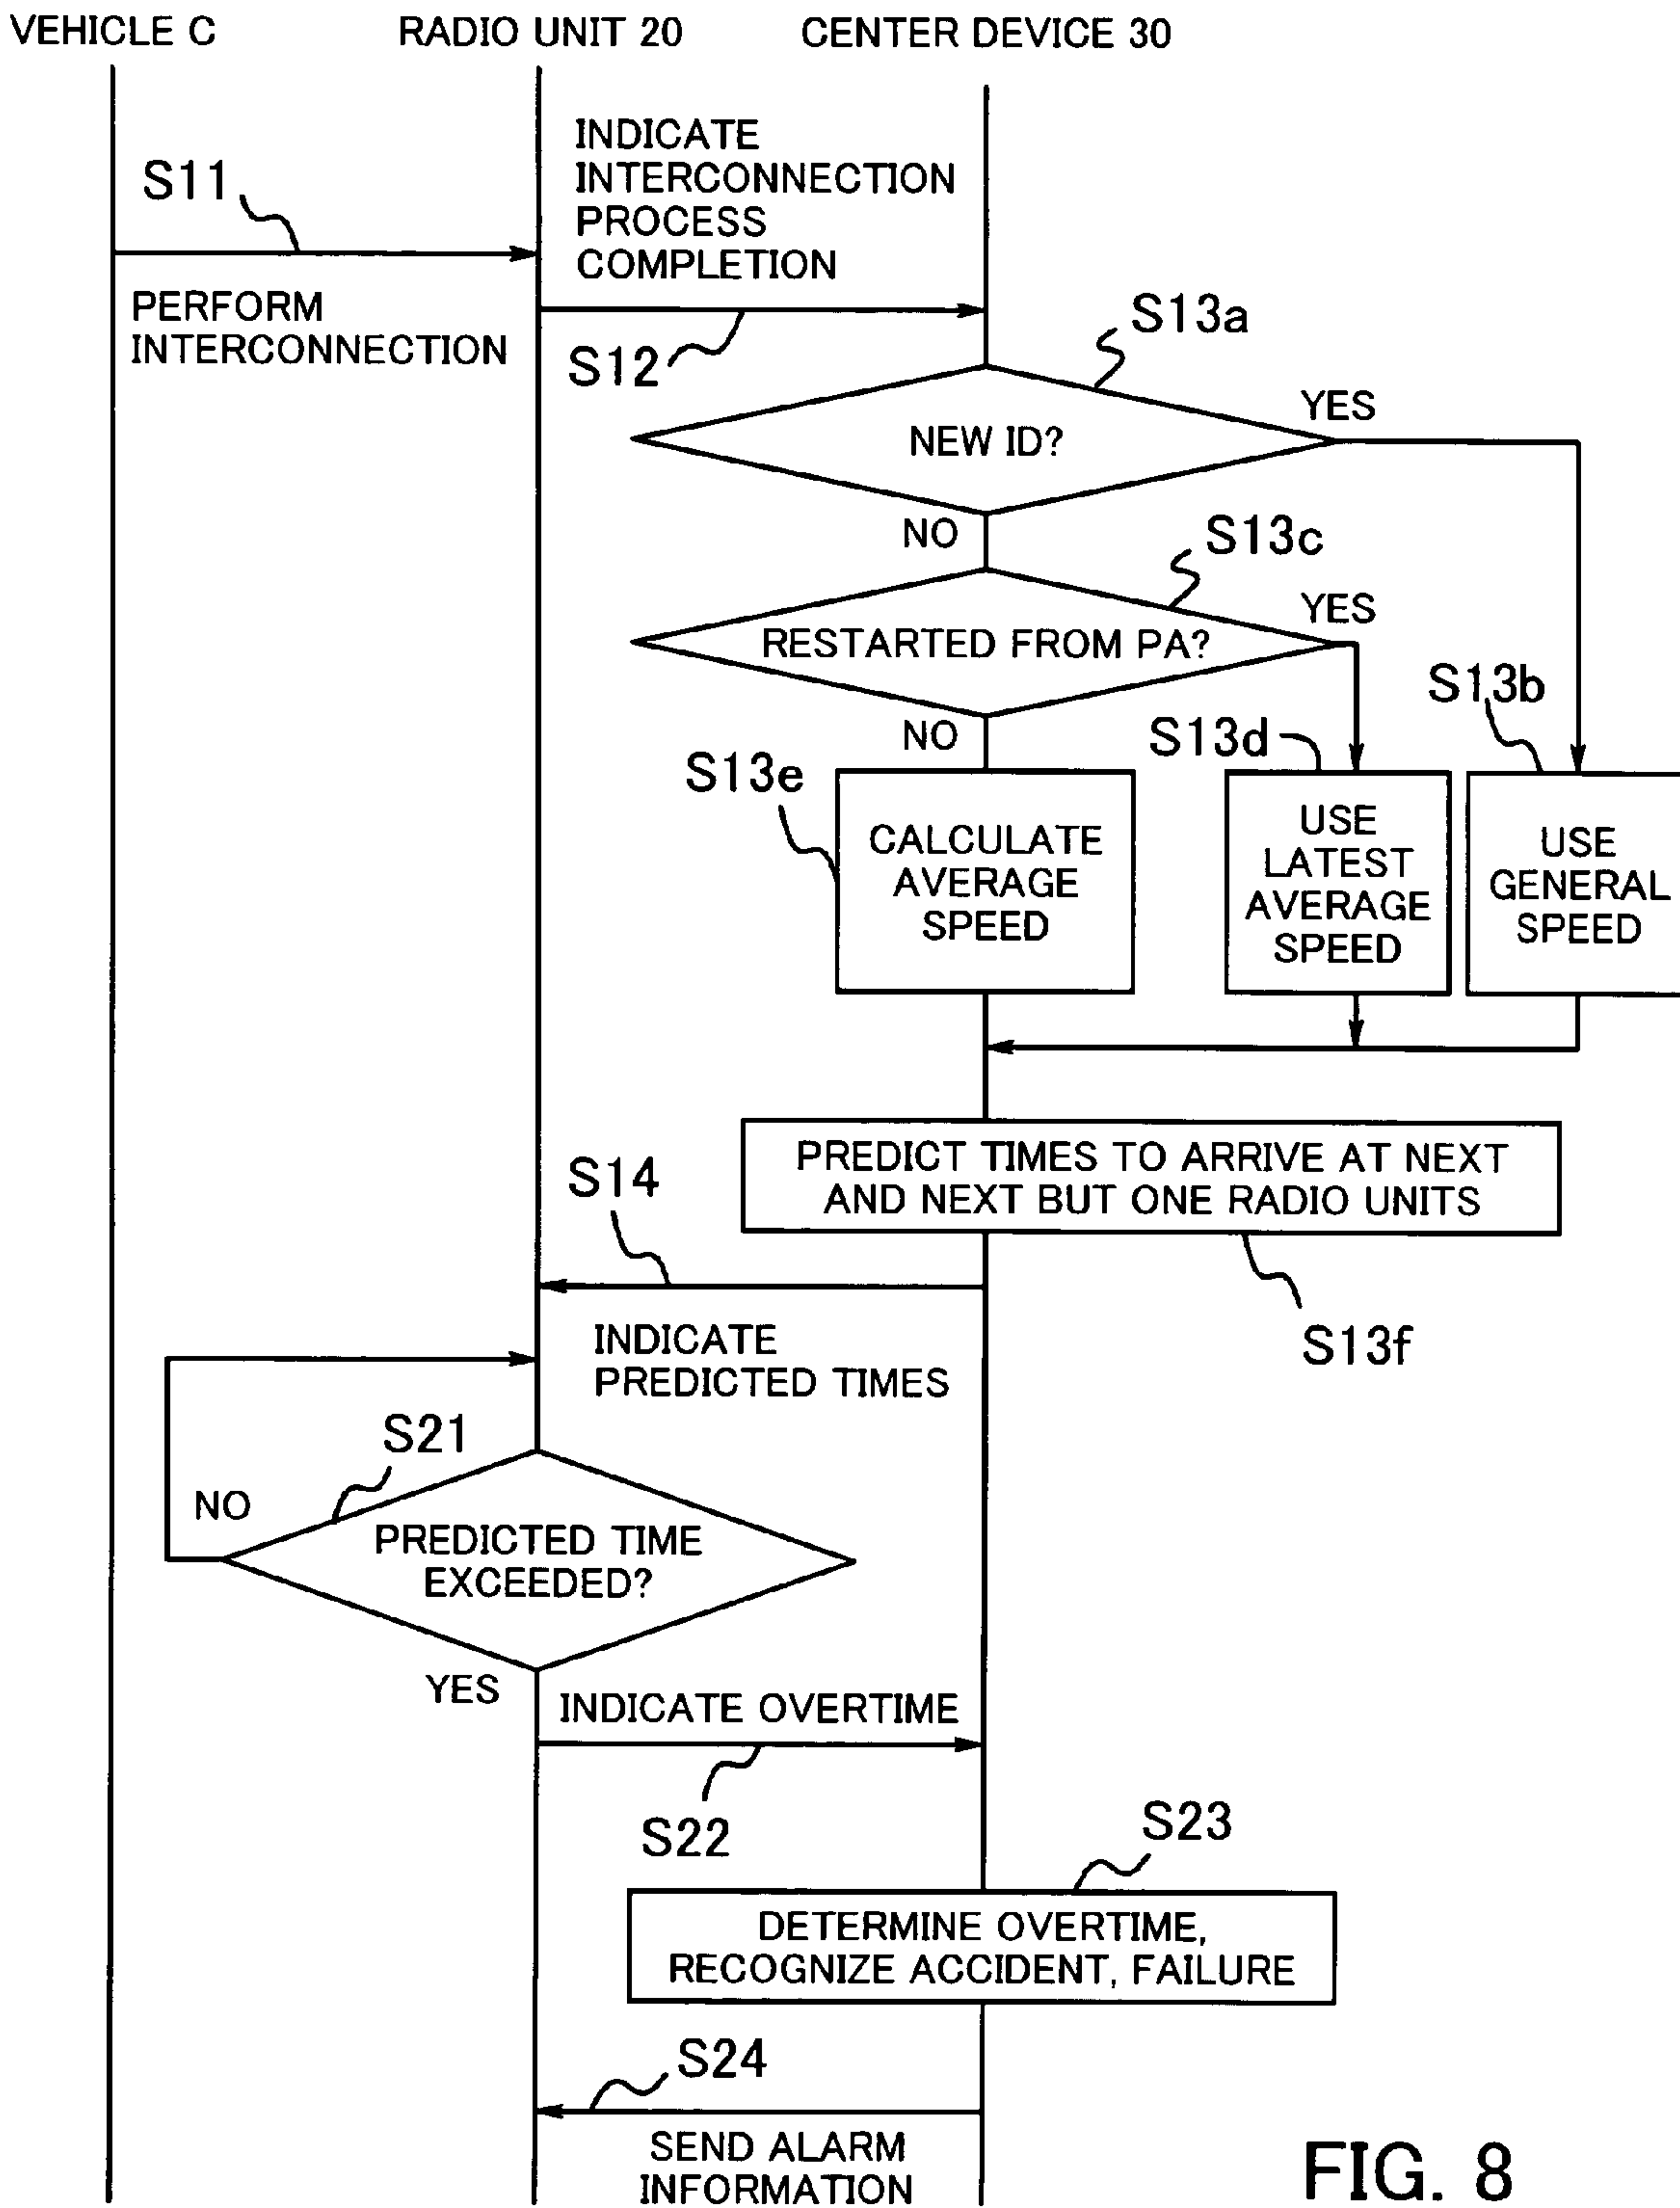 VEHICLE C
RADIO UNIT 20
CENTER DEVICE 30
INDICATE
INTERCONNECTION
PROCESS
COMPLETION
S11
PERFORM
INTERCONNECTION
S12
S13a
NEW ID?
YES
NO
S13c
RESTARTED FROM PA?
YES
NO
S13b
S13d
S13e
CALCULATE
AVERAGE
SPEED
USE
LATEST
AVERAGE
SPEED
USE
GENERAL
SPEED
PREDICT TIMES TO ARRIVE AT NEXT
AND NEXT BUT ONE RADIO UNITS
S14
S13f
INDICATE
PREDICTED TIMES
S21
NO
PREDICTED TIME
EXCEEDED?
YES
INDICATE OVERTIME
S22
S23
DETERMINE OVERTIME,
RECOGNIZE ACCIDENT, FAILURE
S24
SEND ALARM
INFORMATION
FIG. 8